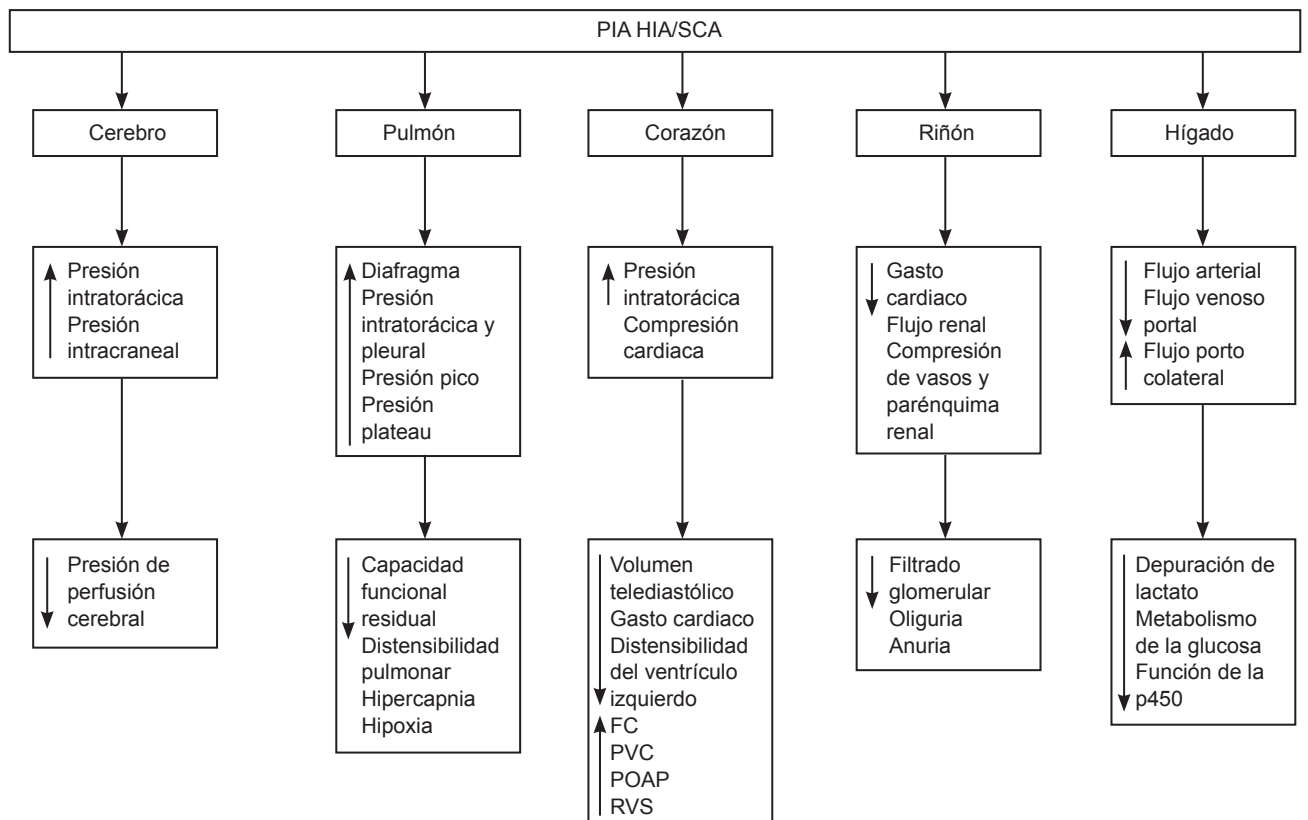 PIA HIA/SCA
Cerebro
Pulmón
Corazón
Riñón
Hígado
Presión
intratorácica
Presión
intracraneal
Diafragma
Presión
intratorácica y
pleural
Presión pico
Presión
plateau
Presión
intratorácica
Compresión
cardiaca
Gasto
cardiaco
Flujo renal
Compresión
de vasos y
parénquima
renal
Flujo arterial
Flujo venoso
portal
Flujo porto
colateral
Presión de
perfusión
cerebral
Capacidad
funcional
residual
Distensibilidad
pulmonar
Hipercapnia
Hipoxia
Volumen
telediastólico
Gasto cardiaco
Distensibilidad
del ventrículo
izquierdo
FC
PVC
POAP
RVS
Filtrado
glomerular
Oliguria
Anuria
Depuración de
lactato
Metabolismo
de la glucosa
Función de la
p450